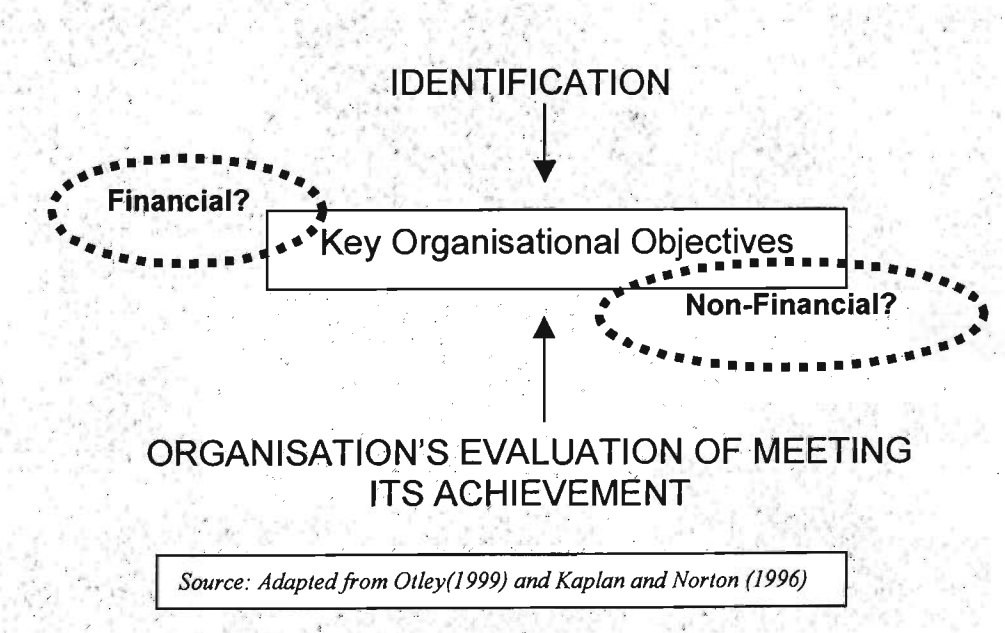 IDENTIFICATION
Financial?
Key Organisational Objectives
Non-Financial?
ORGANISATION'S EVALUATION OF MEETING
ITS ACHIEVEMENT
Source: Adapted from Otley(1999) and Kaplan and Norton (1996)